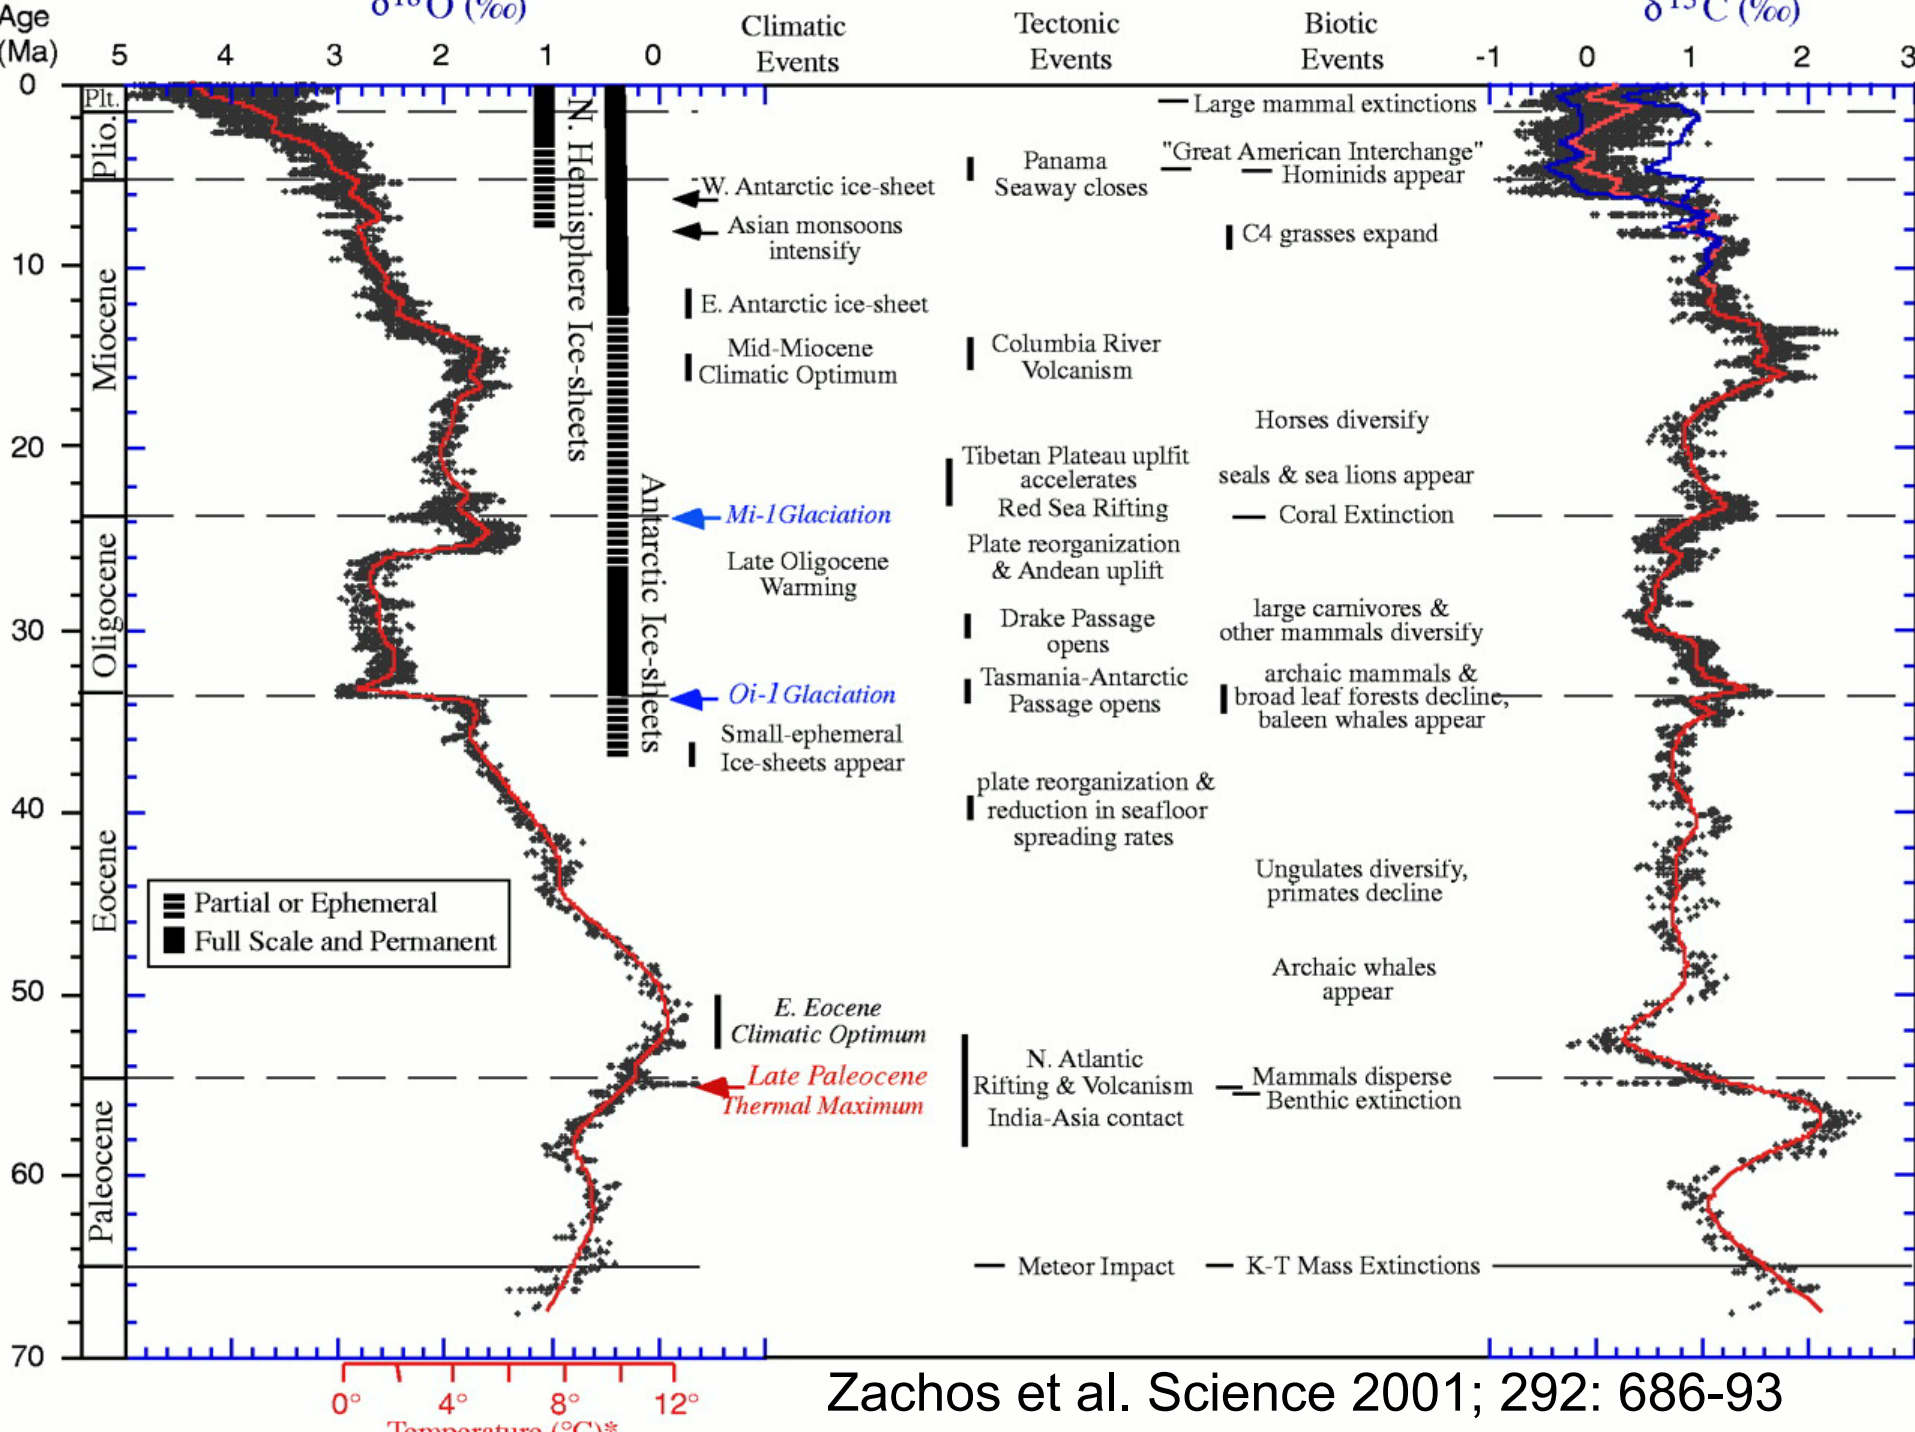 Age
(Ma)
δ18O (‰)
5 4 3 2 1 0
Climatic
Events
Tectonic
Events
Biotic
Events
δ13C (‰)
-1 0 1 2 3
0
10
20
30
40
50
60
70
Plt.
Plio.
Miocene
Oligocene
Eocene
Paleocene
N. Hemisphere Ice-sheets
Antarctic Ice-sheets
Partial or Ephemeral
Full Scale and Permanent
W. Antarctic ice-sheet
Asian monsoons
intensify
E. Antarctic ice-sheet
Mid-Miocene
Climatic Optimum
Mi-1 Glaciation
Late Oligocene
Warming
Oi-1 Glaciation
Small-ephemeral
Ice-sheets appear
E. Eocene
Climatic Optimum
Late Paleocene
Thermal Maximum
Panama
Seaway closes
Columbia River
Volcanism
Tibetan Plateau uplfit
accelerates
Red Sea Rifting
Plate reorganization
& Andean uplift
Drake Passage
opens
Tasmania-Antarctic
Passage opens
plate reorganization &
reduction in seafloor
spreading rates
N. Atlantic
Rifting & Volcanism
India-Asia contact
Meteor Impact
Large mammal extinctions
"Great American Interchange"
Hominids appear
C4 grasses expand
Horses diversify
seals & sea lions appear
Coral Extinction
large carnivores &
other mammals diversify
archaic mammals &
broad leaf forests decline,
baleen whales appear
Ungulates diversify,
primates decline
Archaic whales
appear
Mammals disperse
Benthic extinction
K-T Mass Extinctions
0° 4° 8° 12°
Temperature (°C)*
Zachos et al. Science 2001; 292: 686-93